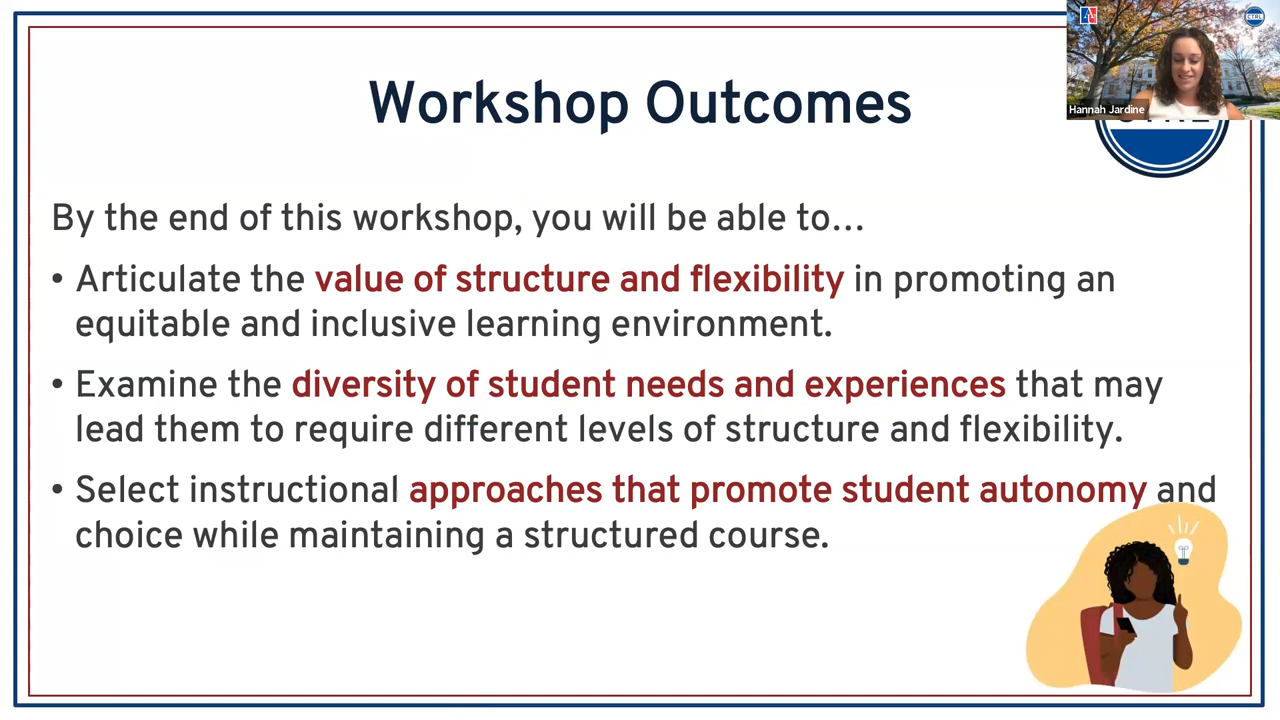 CTRL
Hannah Jardine
Workshop Outcomes
By the end of this workshop, you will be able to...
• Articulate the value of structure and flexibility in promoting an
equitable and inclusive learning environment.
• Examine the diversity of student needs and experiences that may
lead them to require different levels of structure and flexibility.
• Select instructional approaches that promote student autonomy and
choice while maintaining a structured course.